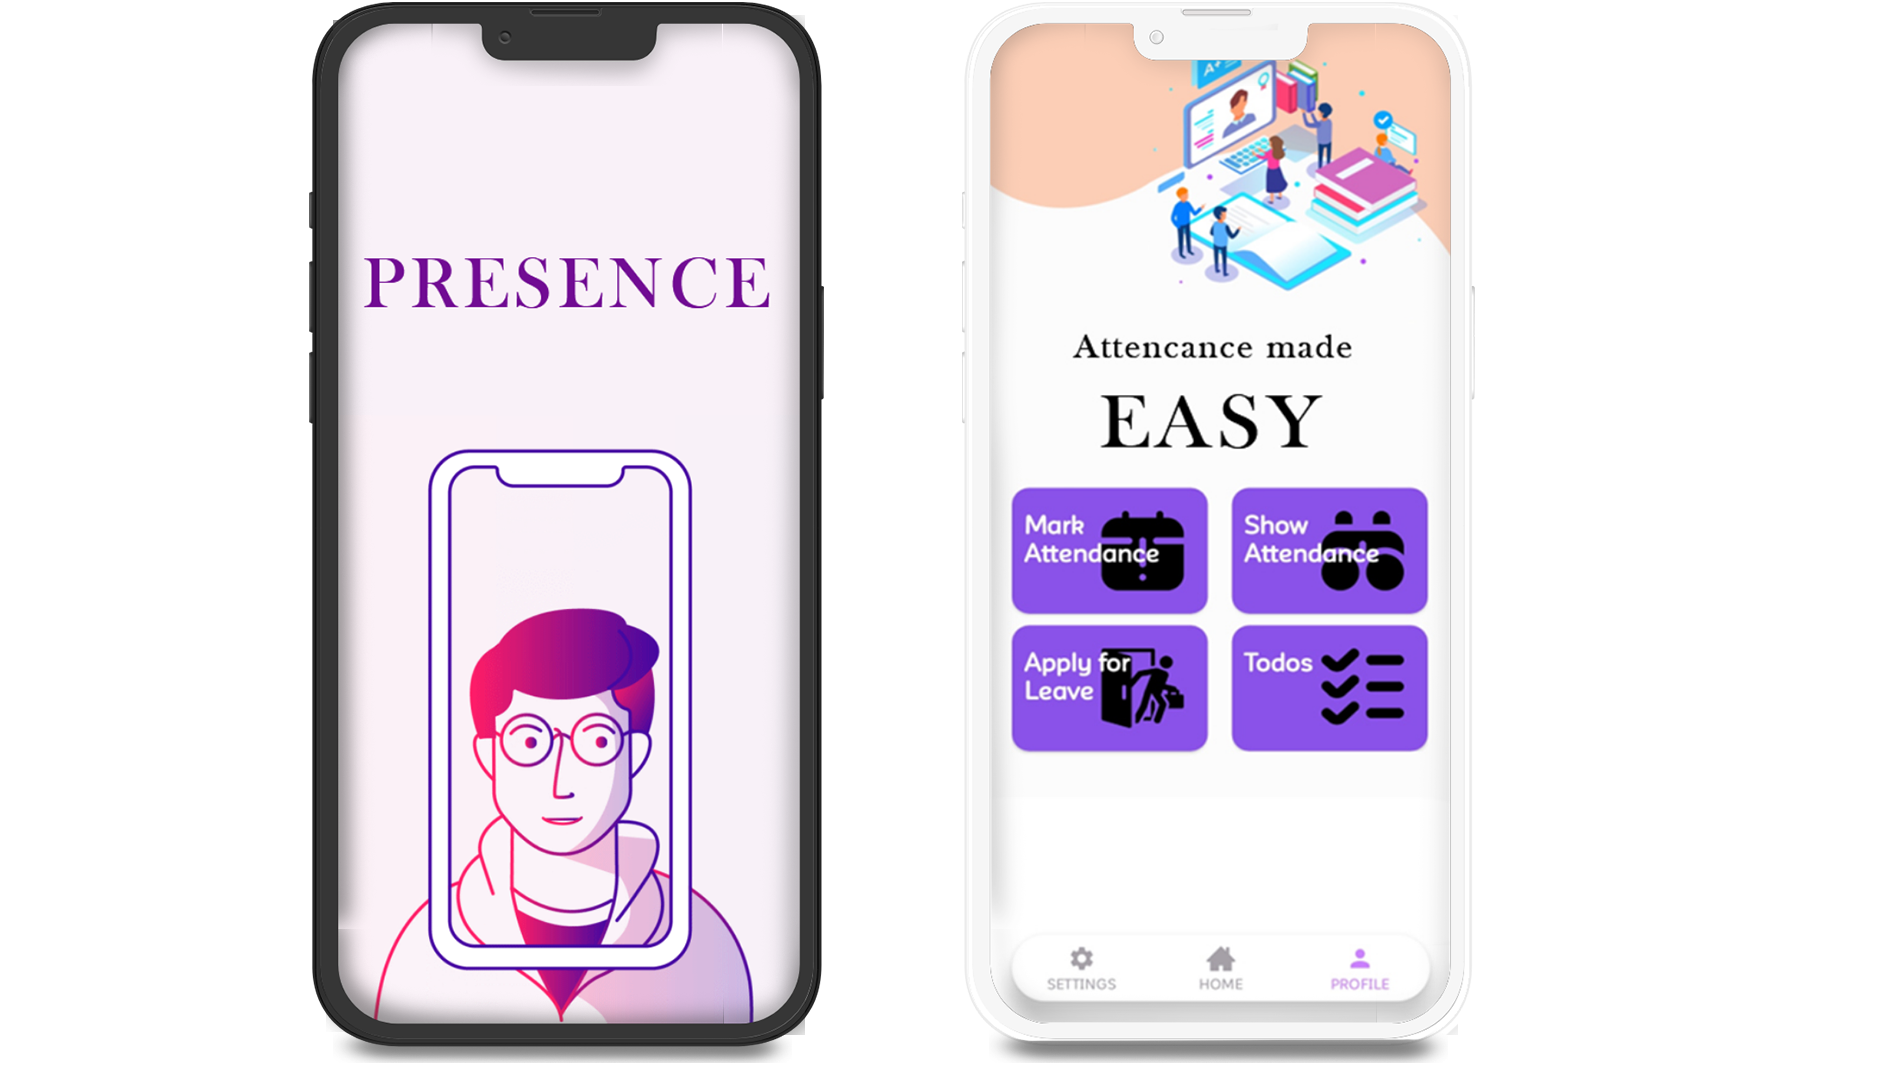 PRESENCE
A+
Attencance made
EASY
Mark
Attendance
Show
Attendance
Apply for
Leave
Todos
SETTINGS
HOME
PROFILE